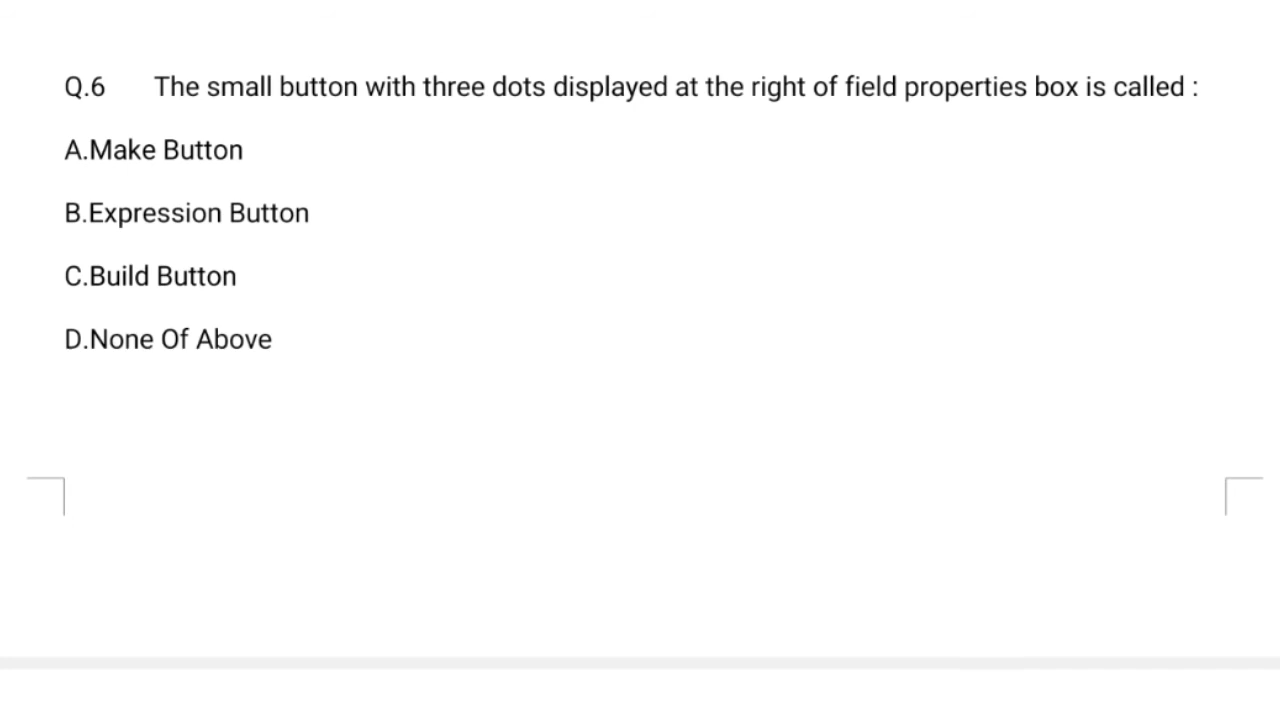 Q.6 The small button with three dots displayed at the right of field properties box is called :
A.Make Button
B.Expression Button
C.Build Button
D.None Of Above